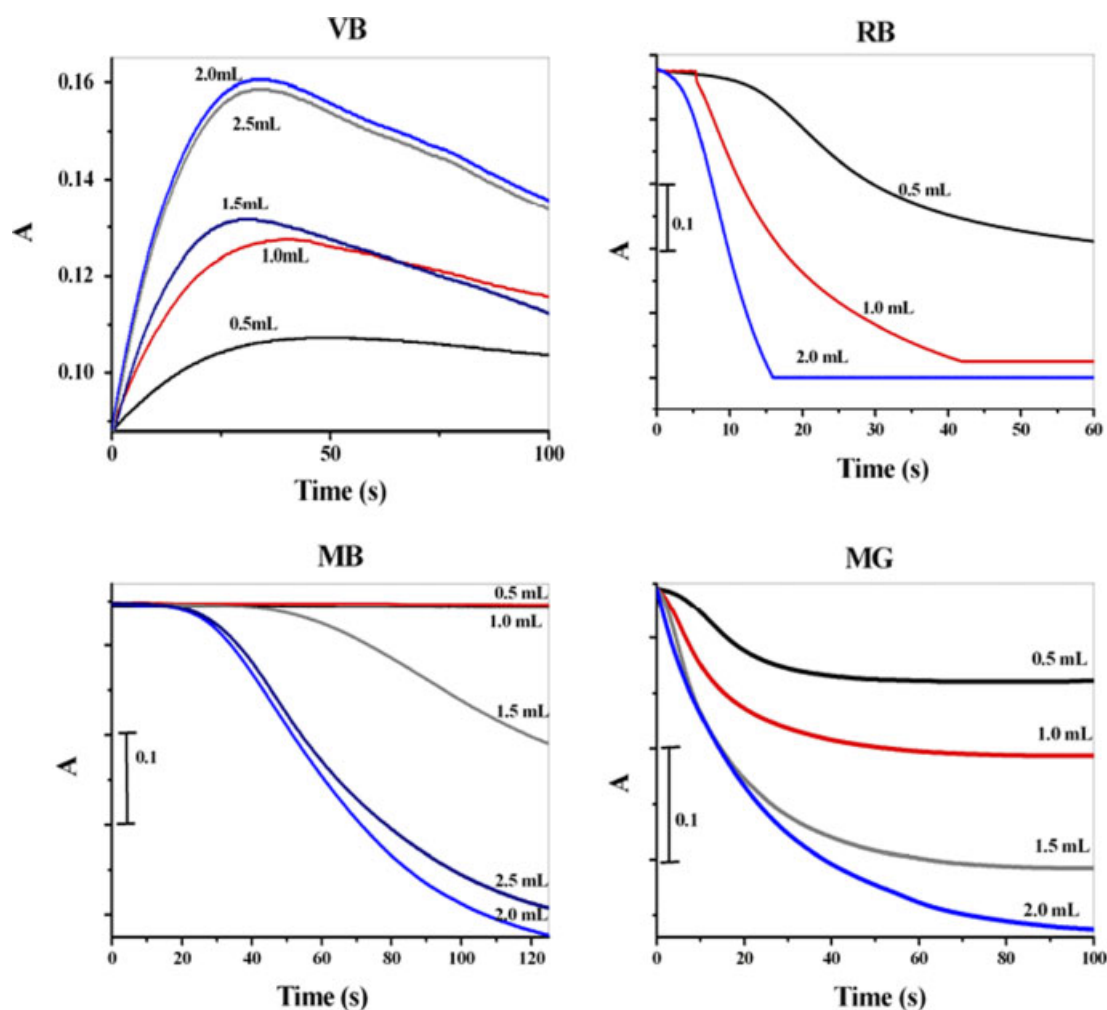 VB
0.16
0.14
0.12
0.10
A
2.0mL
2.5mL
1.5mL
1.0mL
0.5mL
0
50
100
Time (s)
RB
A
0.1
0.5 mL
1.0 mL
2.0 mL
0
10
20
30
40
50
60
Time (s)
MB
A
0.1
0.5 mL
1.0 mL
1.5 mL
2.5 mL
2.0 mL
0
20
40
60
80
100
120
Time (s)
MG
A
0.1
0.5 mL
1.0 mL
1.5 mL
2.0 mL
0
20
40
60
80
100
Time (s)